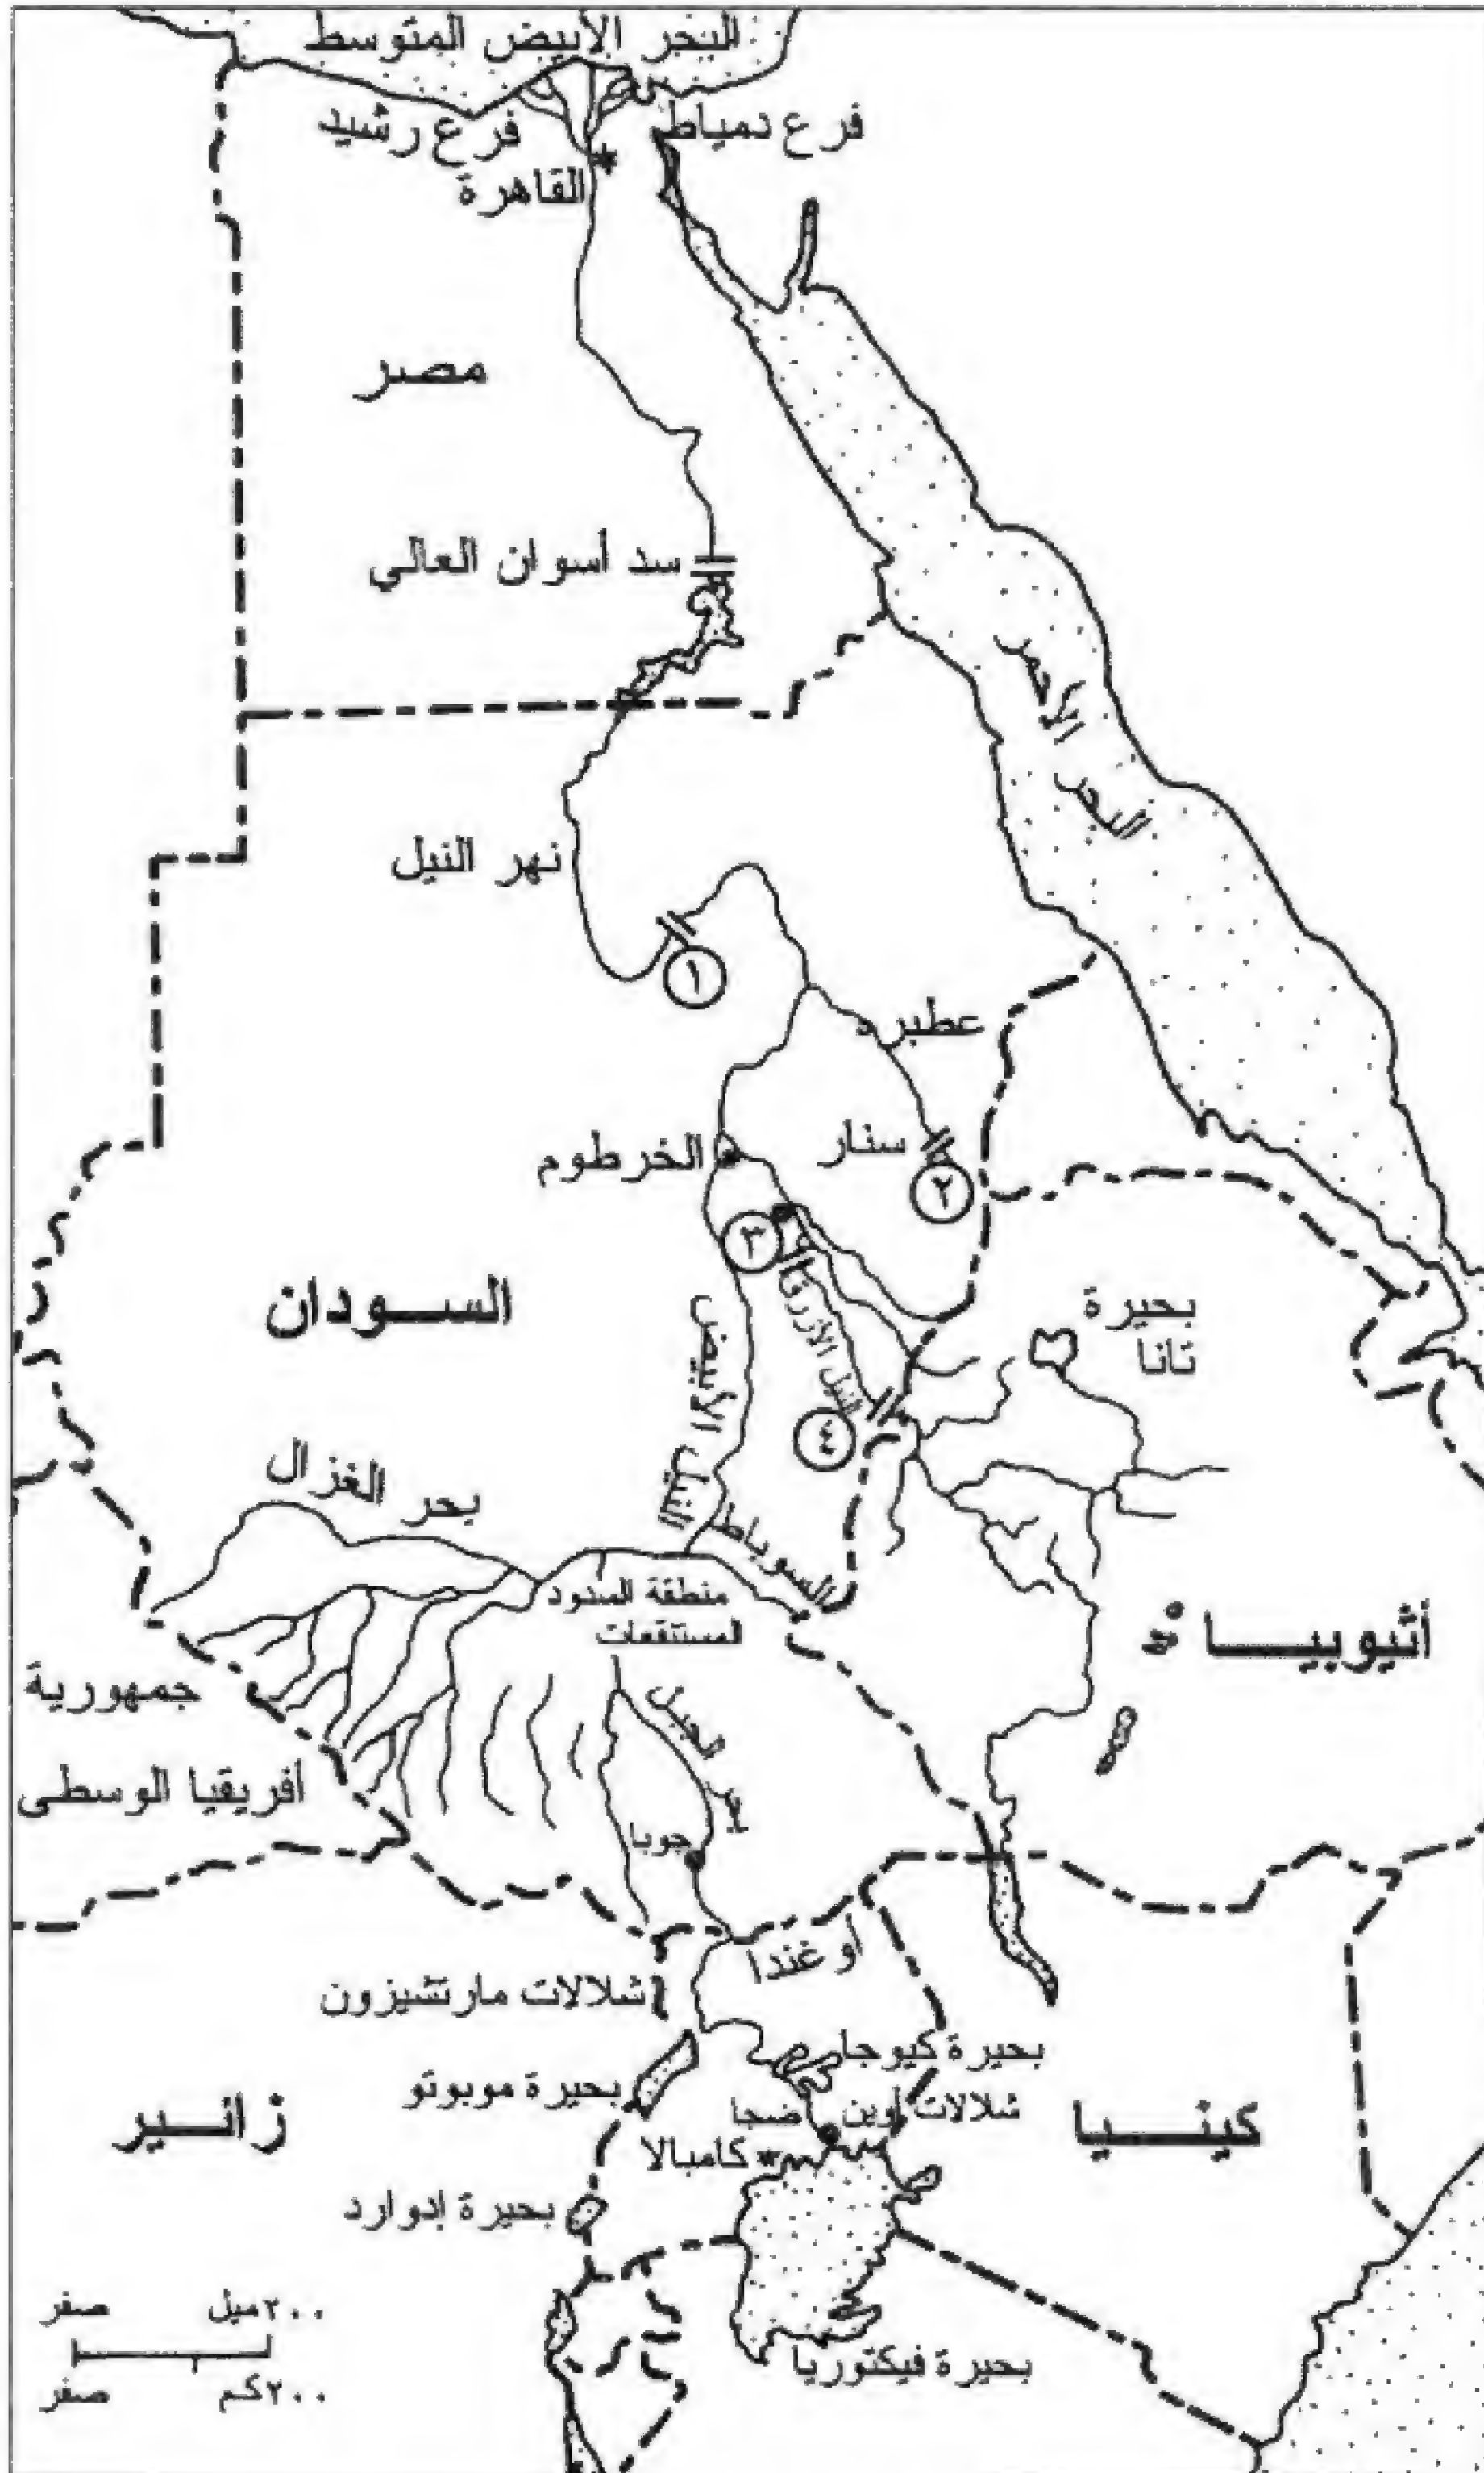 البحر الأبيض المتوسط
فرع دمياط
فرع رشيد
القاهرة
مصر
سد أسوان العالي
البحر الأحمر
نهر النيل
١
عطبره
سنار
٢
الخرطوم
٣
السودان
النيل الأزرق
بحيرة
تانا
النيل الأبيض
٤
بحر الغزال
السوباط
منطقة السدود
المستنقعات
أثيوبيا
جمهورية
أفريقيا الوسطى
بحر الجبل
جوبا
أوغندا
شلالات مارتشيزون
بحيرة كيوجا
بحيرة موبوتو
شلالات أوين
ضجا
زائير
كينيا
كامبالا
بحيرة إدوارد
بحيرة فيكتوريا
صفر ٢٠٠ ميل
صفر ٢٠٠ كم